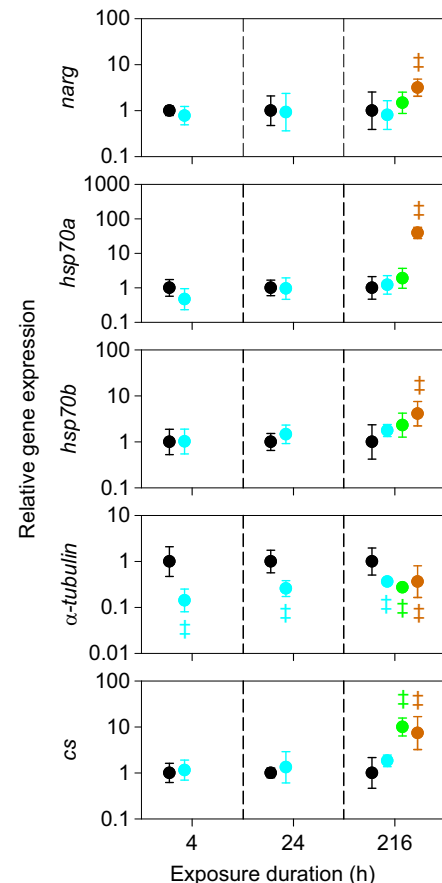 Relative gene expression
narg
100
10
1
0.1
‡
hsp70a
1000
100
10
1
0.1
‡
hsp70b
100
10
1
0.1
‡
α-tubulin
10
1
0.1
0.01
‡ ‡ ‡ ‡ ‡
cs
100
10
1
0.1
‡ ‡
4 24 216
Exposure duration (h)